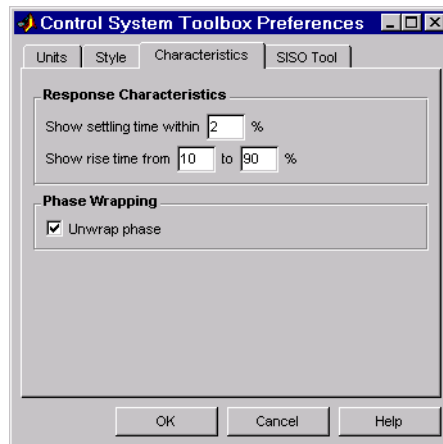 Control System Toolbox Preferences
Units Style Characteristics SISO Tool
Response Characteristics
Show settling time within 2 %
Show rise time from 10 to 90 %
Phase Wrapping
Unwrap phase
OK Cancel Help